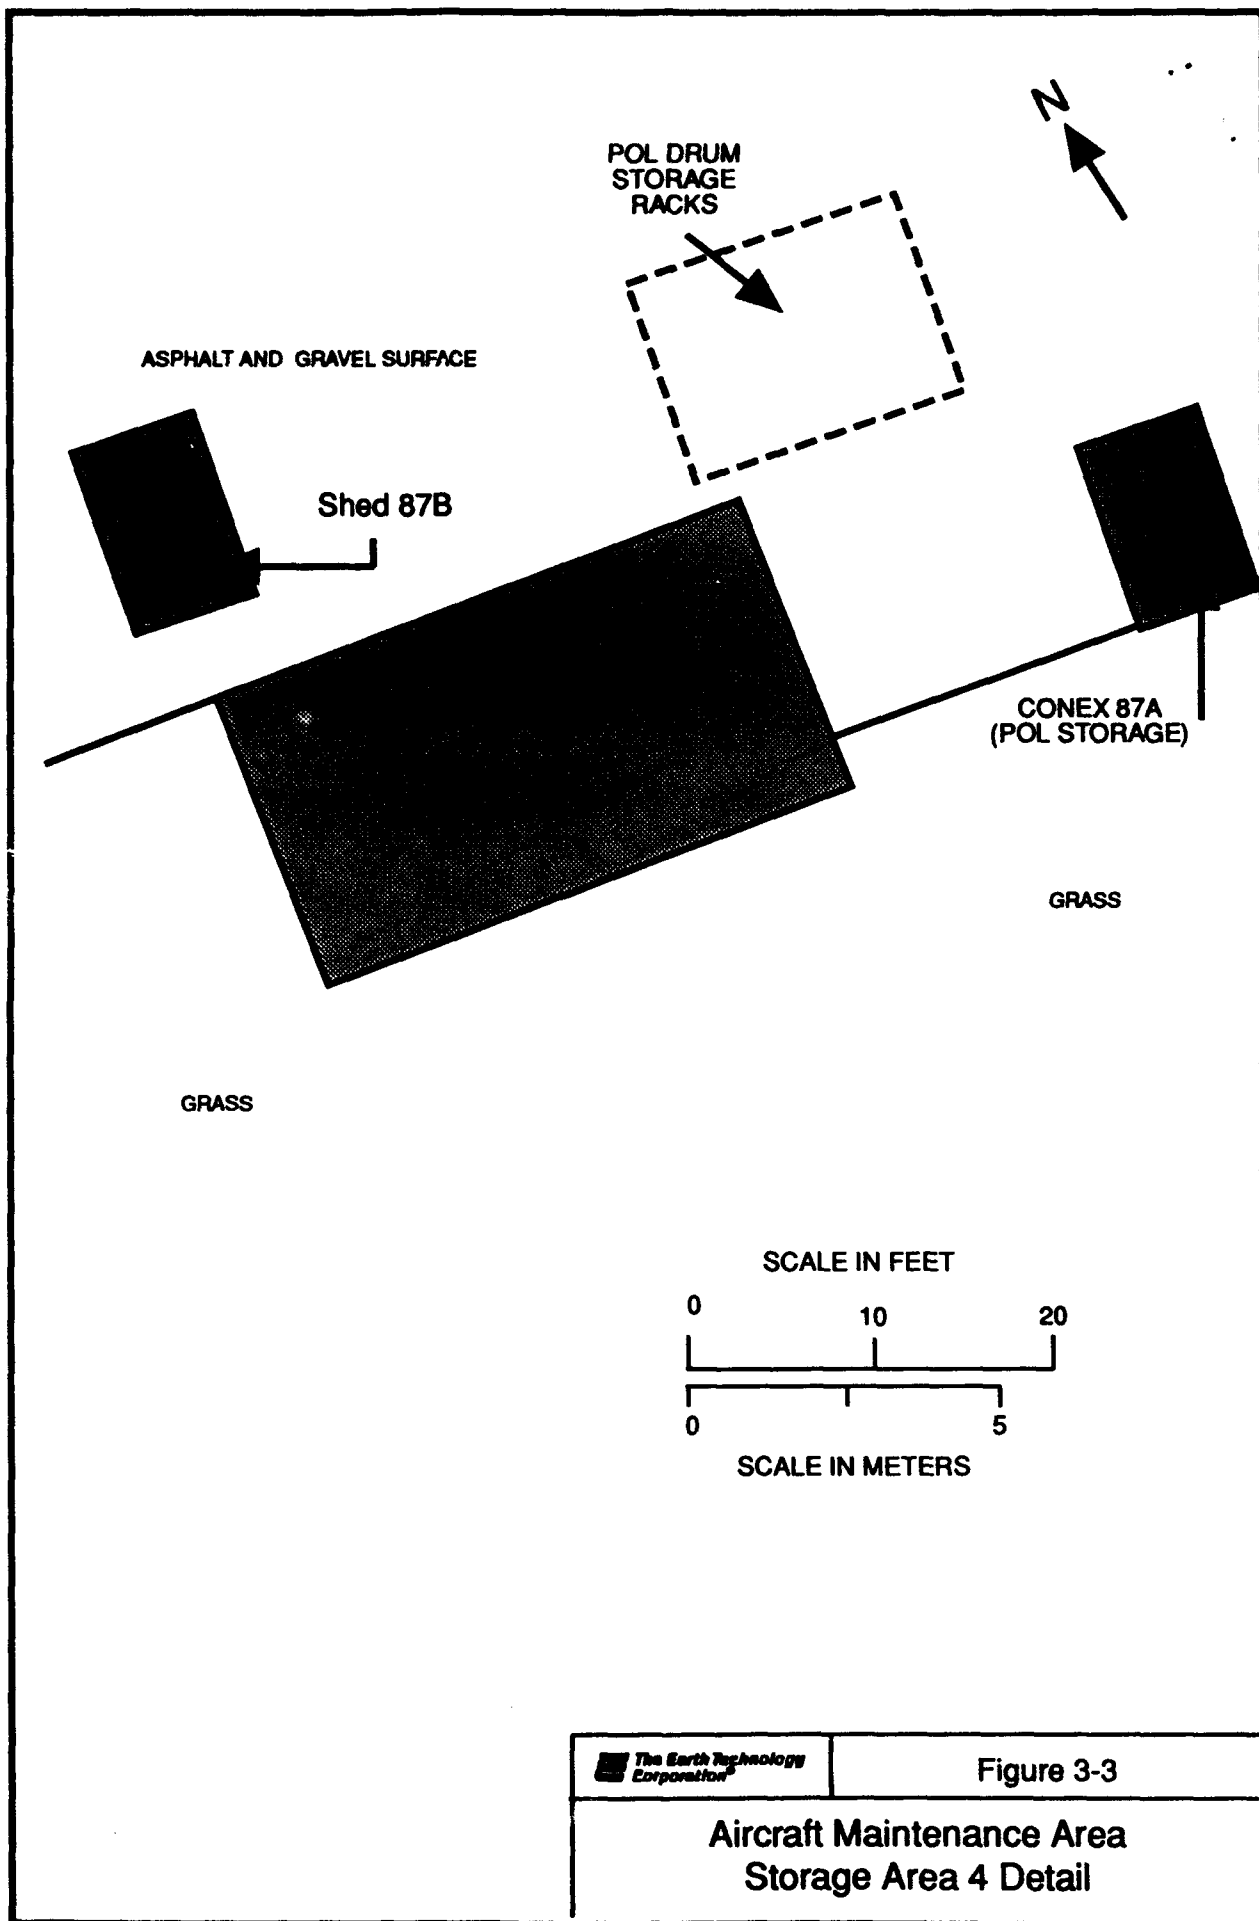 N
POL DRUM
STORAGE
RACKS
ASPHALT AND GRAVEL SURFACE
Shed 87B
CONEX 87A
(POL STORAGE)
GRASS
GRASS
SCALE IN FEET
0 10 20
0 5
SCALE IN METERS
The Earth Technology
Corporation®
Figure 3-3
Aircraft Maintenance Area
Storage Area 4 Detail